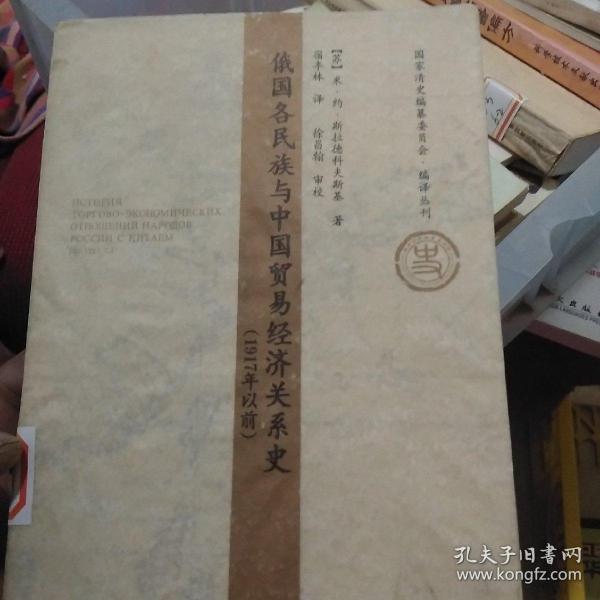 国家清史编纂委员会·编译丛刊
【苏】米·约·斯拉德科夫斯基 著
宿丰林 译 徐昌翰 审校
俄国各民族与中国贸易经济关系史
(1917年以前)
ИСТОРИЯ
ТОРГОВО-ЭКОНОМИЧЕСКИХ
ОТНОШЕНИЙ НАРОДОВ
РОССИИ С КИТАЕМ
孔夫子旧书网
www.kongfz.com